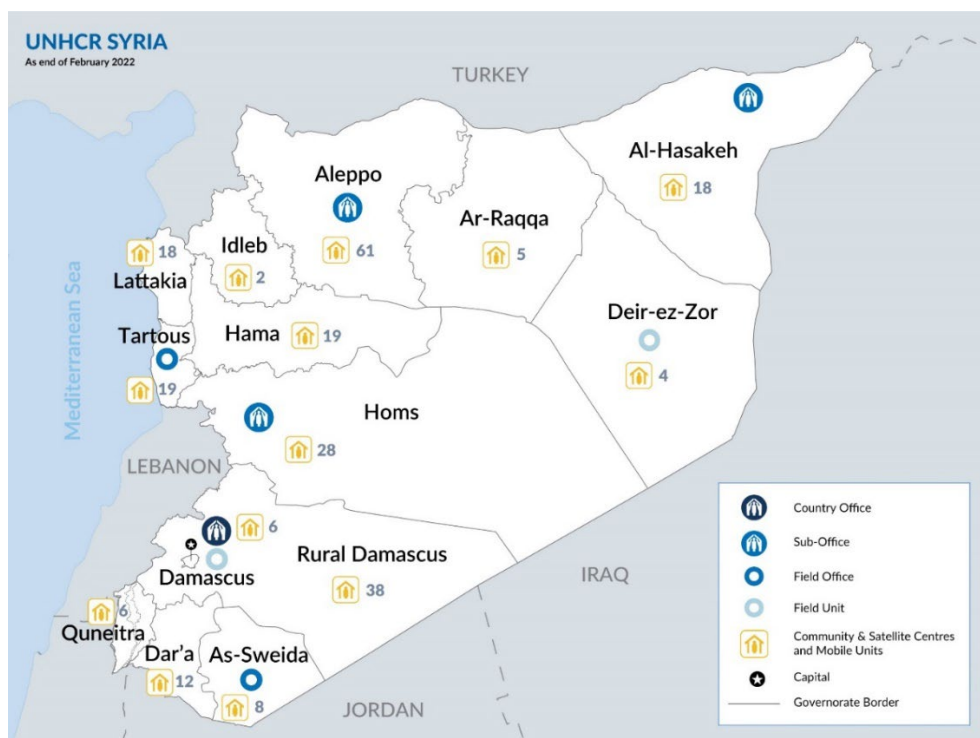 UNHCR SYRIA
As end of February 2022
TURKEY
Al-Hasakeh
18
Aleppo
61
Ar-Raqqa
5
Idleb
2
18
Lattakia
Mediterranean Sea
Deir-ez-Zor
4
Hama
19
Tartous
19
Homs
28
LEBANON
6
Damascus
Rural Damascus
38
IRAQ
6
Quneitra
Dar'a
12
As-Sweida
8
JORDAN
Country Office
Sub-Office
Field Office
Field Unit
Community & Satellite Centres
and Mobile Units
Capital
Governorate Border